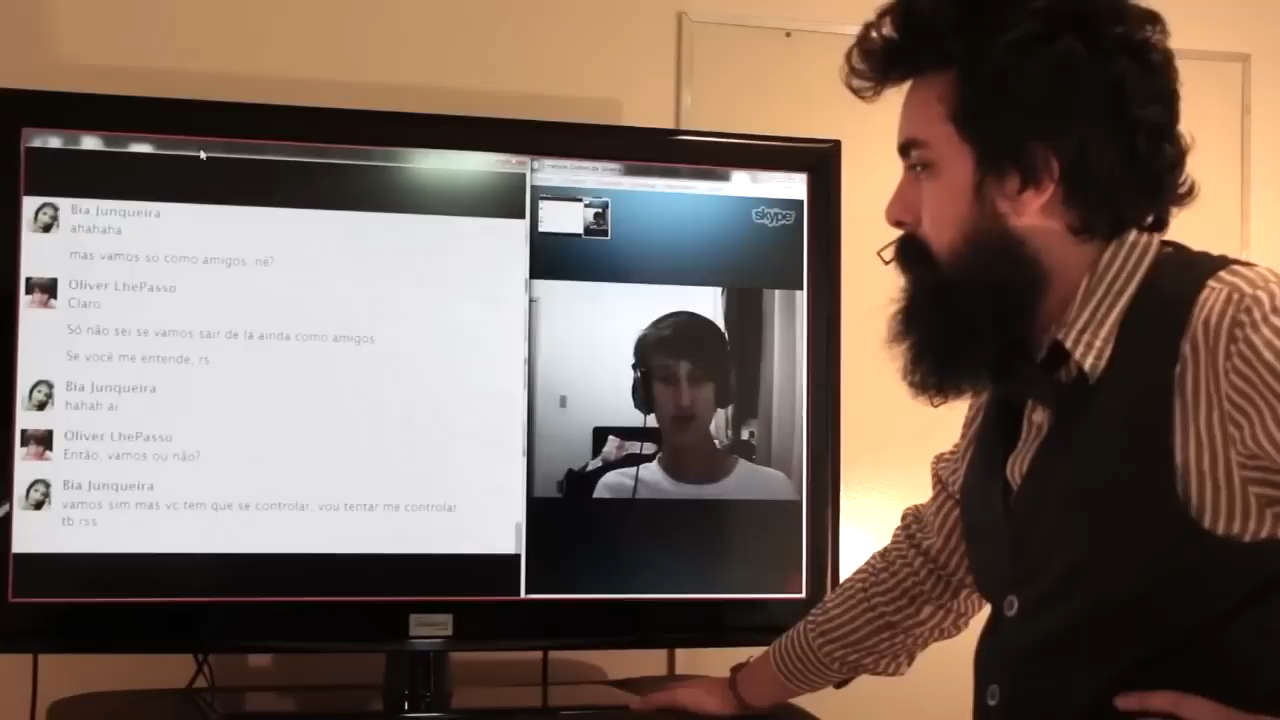 Bia Junqueira
ahahaha
mas vamos só como amigos, né?
Oliver LhePasso
Claro
Só não sei se vamos sair de lá ainda como amigos
Se você me entende, rs
Bia Junqueira
hahah ai
Oliver LhePasso
Então, vamos ou não?
Bia Junqueira
vamos sim mas vc tem que se controlar, vou tentar me controlar
tb rss
skype